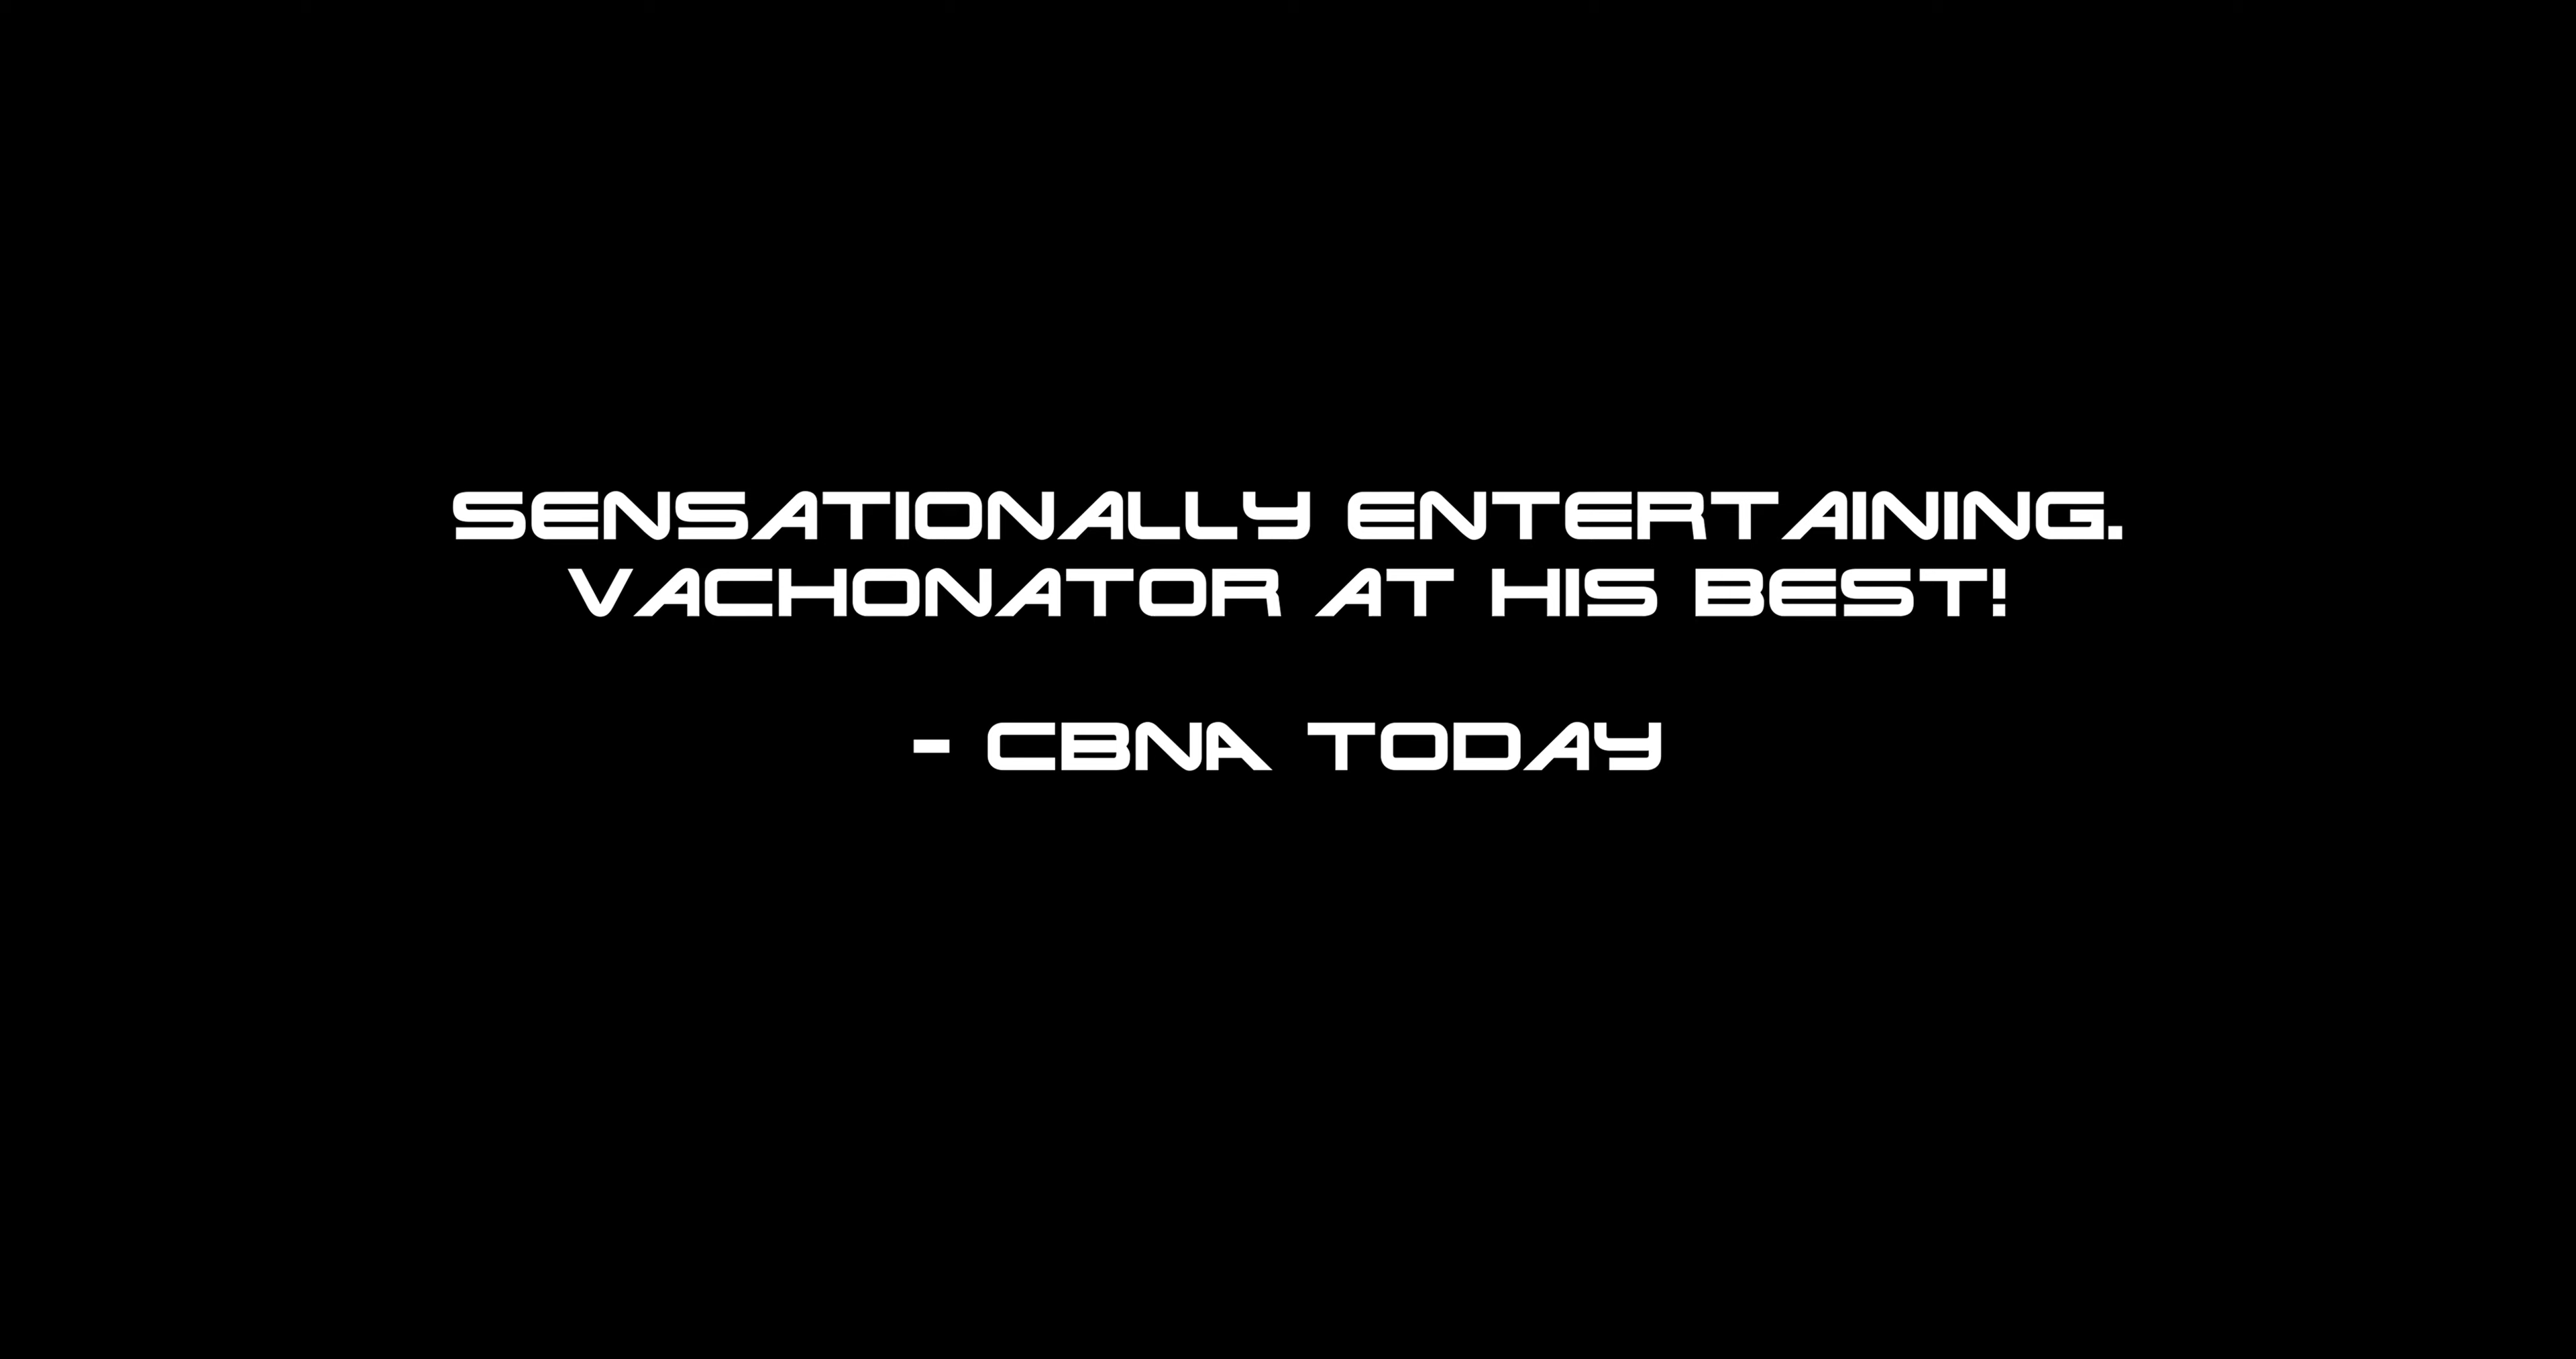 SENSATIONALLY ENTERTAINING.
VACHONATOR AT HIS BEST!
- CBNA TODAY